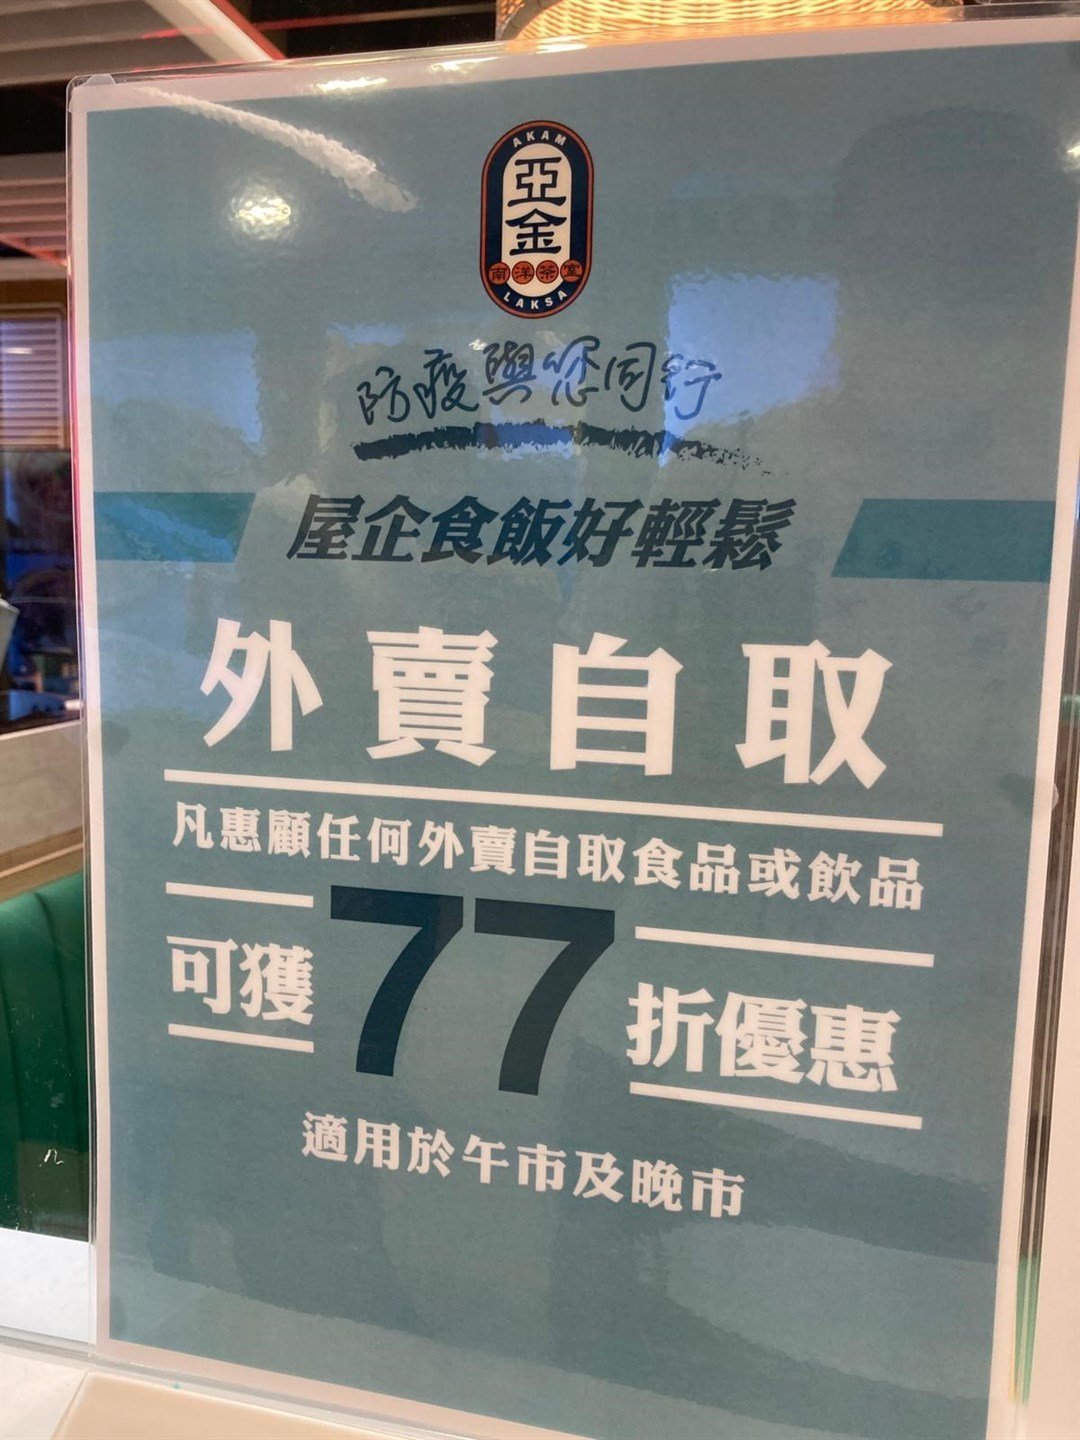 AKAM
亞金
南洋茶室
LAKSA
防疫與您同行
屋企食飯好輕鬆
外賣自取
凡惠顧任何外賣自取食品或飲品
可獲77折優惠
適用於午市及晚市